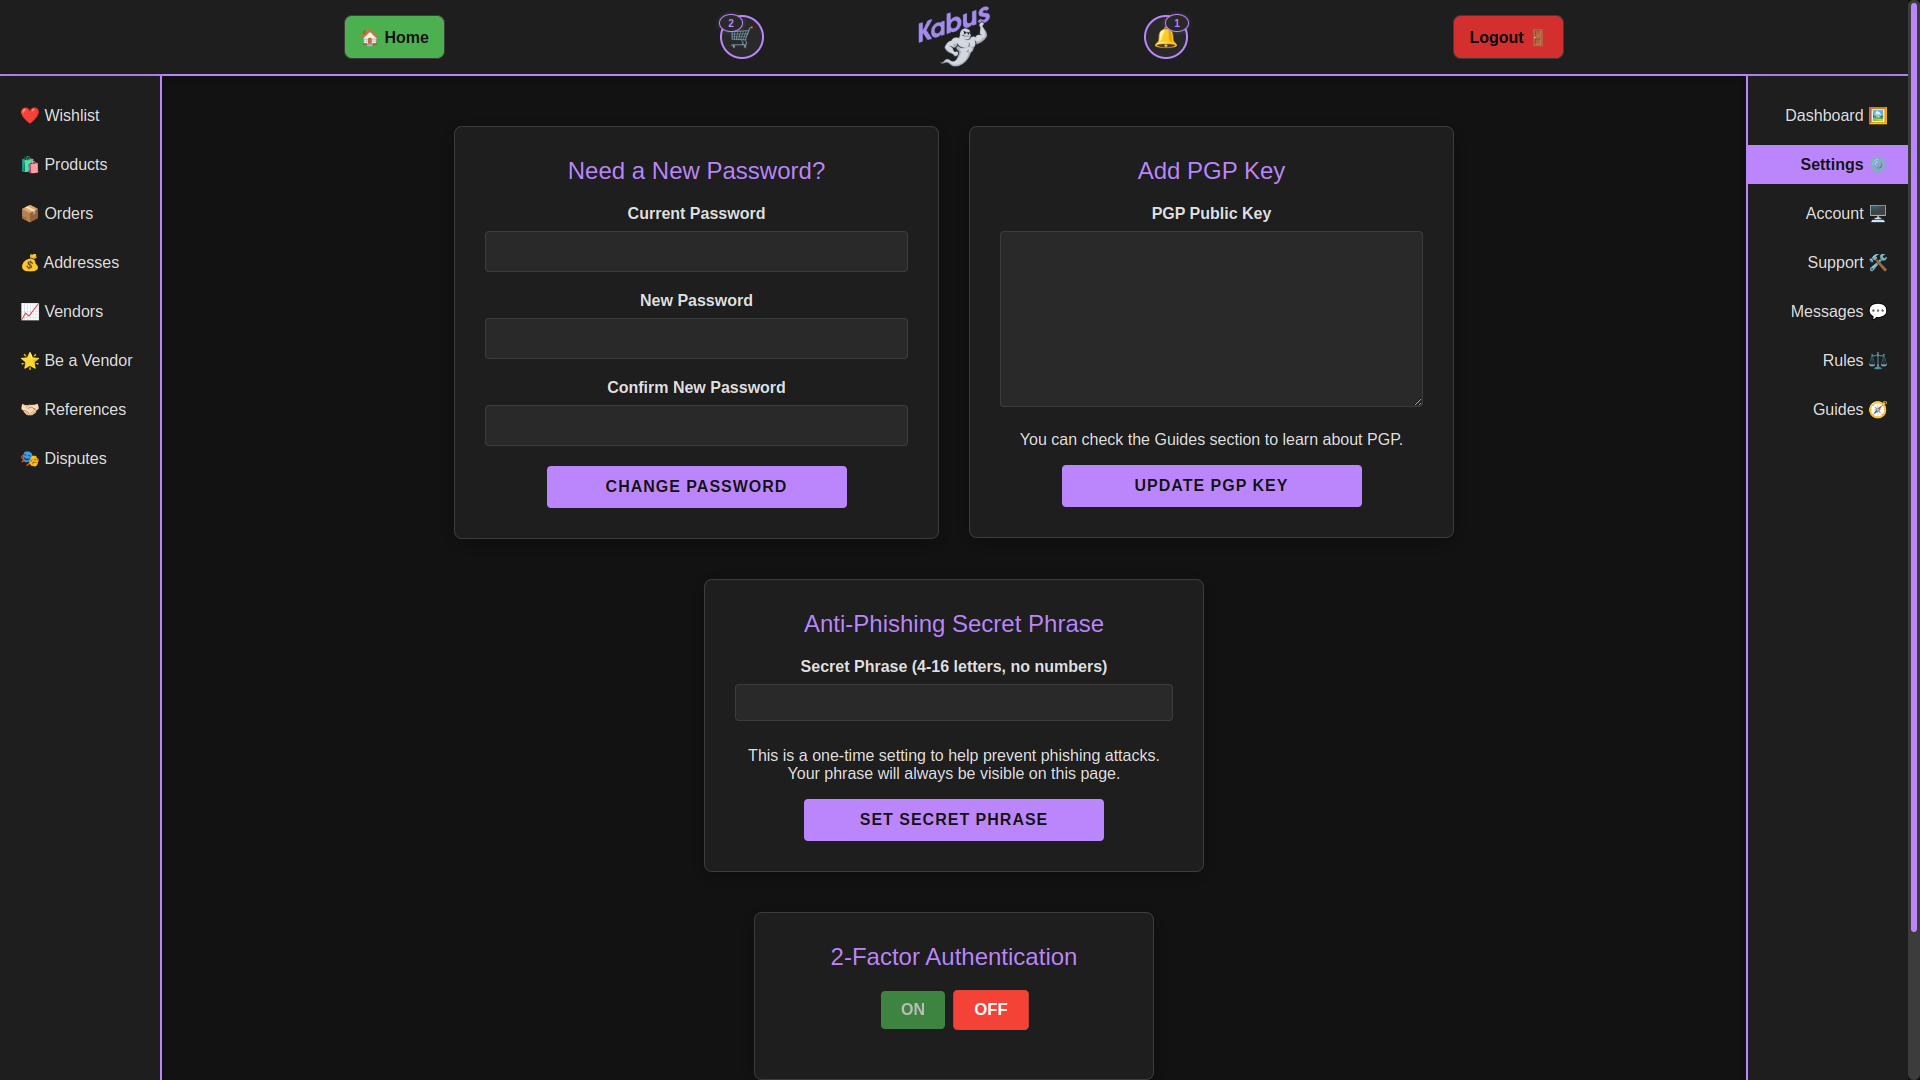 🏠 Home
2
Kabus
1
Logout 🚪
❤️ Wishlist
🛍️ Products
📦 Orders
💰 Addresses
📈 Vendors
🌟 Be a Vendor
🤝🏻 References
🎭 Disputes
Need a New Password?
Current Password
New Password
Confirm New Password
CHANGE PASSWORD
Add PGP Key
PGP Public Key
You can check the Guides section to learn about PGP.
UPDATE PGP KEY
Anti-Phishing Secret Phrase
Secret Phrase (4-16 letters, no numbers)
This is a one-time setting to help prevent phishing attacks.
Your phrase will always be visible on this page.
SET SECRET PHRASE
2-Factor Authentication
ON OFF
Dashboard 🖼️
Settings ⚙️
Account 🖥️
Support 🛠️
Messages 💬
Rules ⚖️
Guides 🧭